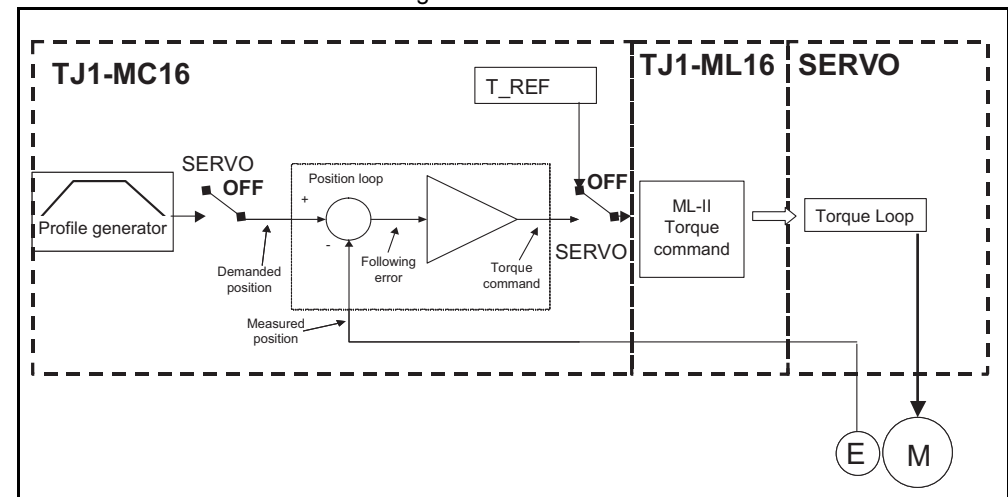 TJ1-MC16
TJ1-ML16
SERVO
T_REF
SERVO
OFF
Profile generator
Demanded
position
Position loop
+
-
Following
error
Torque
command
Measured
position
OFF
SERVO
ML-II
Torque
command
Torque Loop
E
M